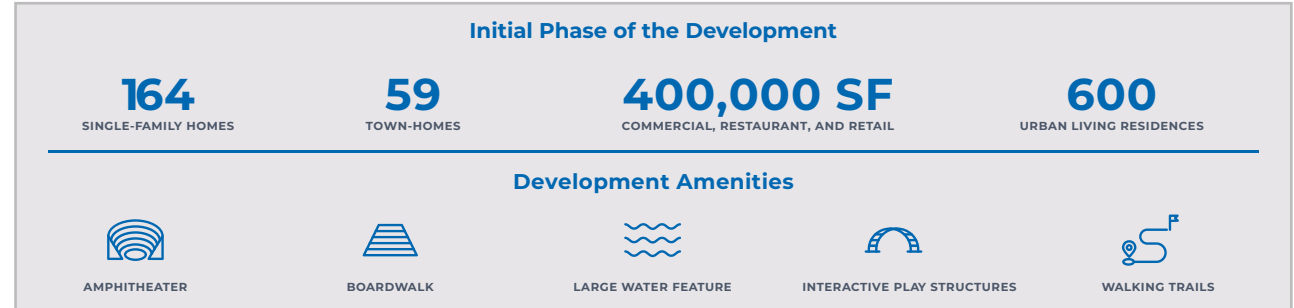 Initial Phase of the Development
164
SINGLE-FAMILY HOMES
59
TOWN-HOMES
400,000 SF
COMMERCIAL, RESTAURANT, AND RETAIL
600
URBAN LIVING RESIDENCES
Development Amenities
AMPHITHEATER
BOARDWALK
LARGE WATER FEATURE
INTERACTIVE PLAY STRUCTURES
WALKING TRAILS